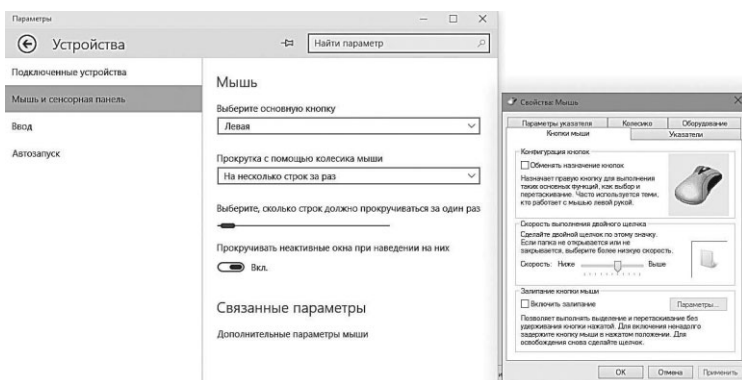 Параметры
Устройства
Найти параметр
Подключенные устройства
Мышь и сенсорная панель
Ввод
Автозапуск
Мышь
Выберите основную кнопку
Левая
Прокрутка с помощью колесика мыши
На несколько строк за раз
Выберите, сколько строк должно прокручиваться за один раз
Прокручивать неактивные окна при наведении на них
Вкл.
Связанные параметры
Дополнительные параметры мыши
Свойства: Мышь
Параметры указателя Колесико Оборудование
Кнопки мыши Указатели
Конфигурация кнопок
Обменять назначение кнопок
Назначает правую кнопку для выполнения
таких основных функций, как выбор и
перетаскивание. Часто используется теми,
кто работает с мышью левой рукой.
Скорость выполнения двойного щелчка
Сделайте двойной щелчок по этому значку.
Если папка не открывается или не
закрывается, выберите более низкую скорость.
Скорость: Ниже Выше
Залипание кнопки мыши
Включить залипание Параметры...
Позволяет выполнять выделение и перетаскивание без
удерживания кнопки нажатой. Для включения ненадолго
задержите кнопку мыши в нажатом положении. Для
освобождения снова сделайте щелчок.
ОК Отмена Применить